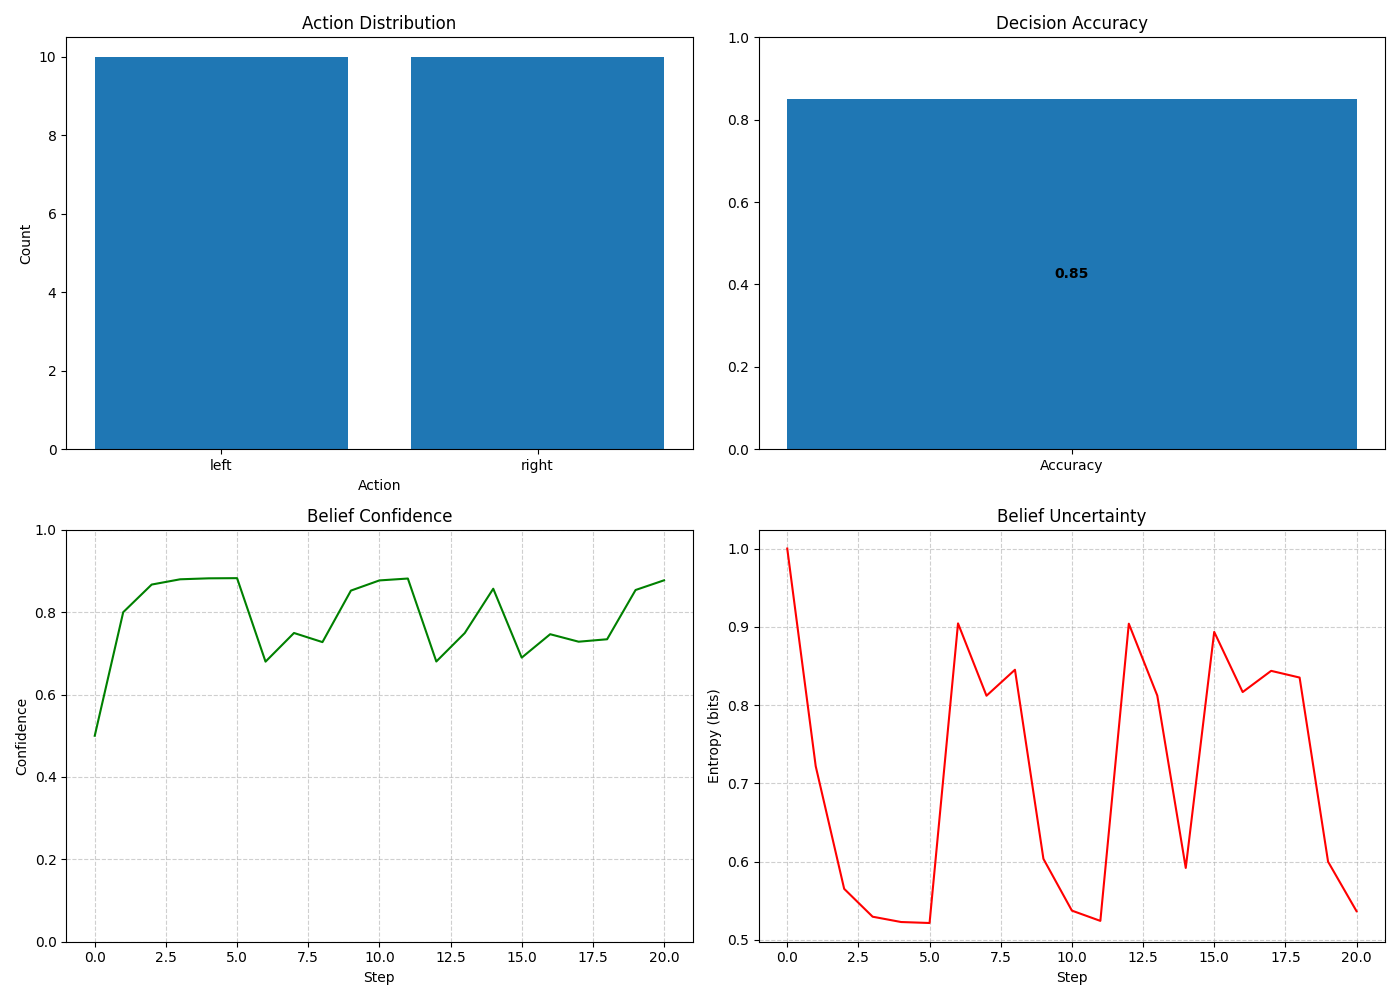 Action Distribution
10
8
6
4
2
0
Count
left right
Action
Decision Accuracy
1.0
0.8
0.6
0.4
0.2
0.0
0.85
Accuracy
Belief Confidence
1.0
0.8
0.6
0.4
0.2
0.0
Confidence
0.0 2.5 5.0 7.5 10.0 12.5 15.0 17.5 20.0
Step
Belief Uncertainty
1.0
0.9
0.8
0.7
0.6
0.5
Entropy (bits)
0.0 2.5 5.0 7.5 10.0 12.5 15.0 17.5 20.0
Step